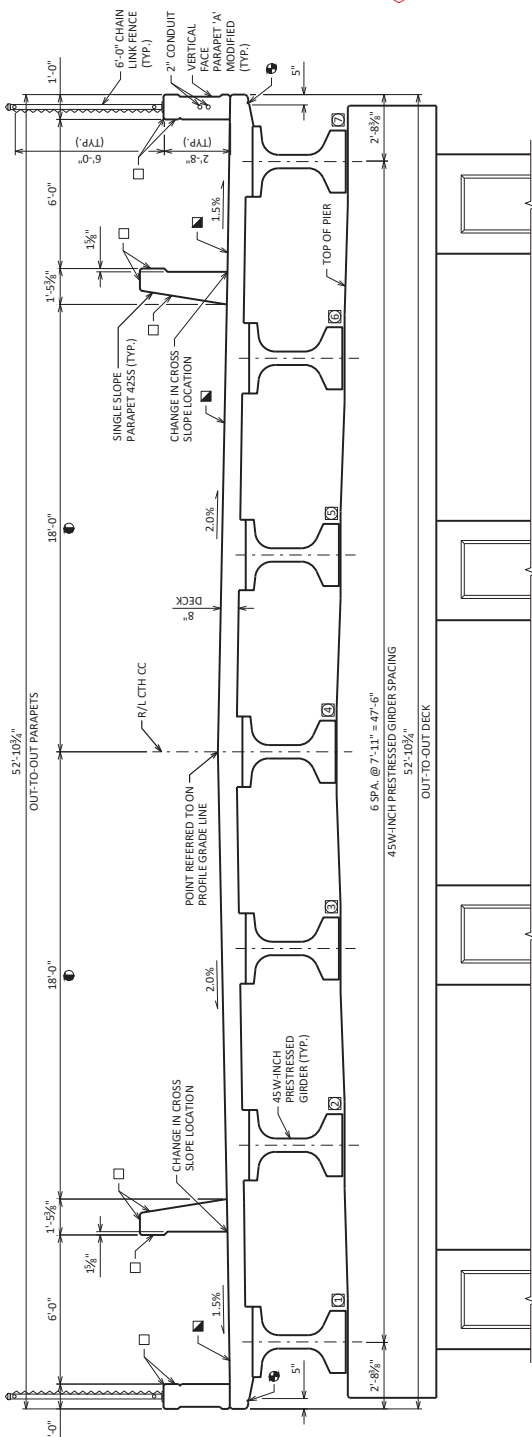 52'-10¾"
OUT-TO-OUT PARAPETS
'-0"
6'-0"
1'-5⅜"
18'-0"
18'-0"
1'-5⅜"
6'-0"
1'-0"
1⅝"
1⅝"
6'-0"
(TYP.)
2'-8"
(TYP.)
6'-0" CHAIN
LINK FENCE
(TYP.)
2" CONDUIT
VERTICAL
FACE
PARAPET 'A'
MODIFIED
(TYP.)
SINGLE SLOPE
PARAPET 42SS (TYP.)
CHANGE IN CROSS
SLOPE LOCATION
R/L CTH CC
POINT REFERRED TO ON
PROFILE GRADE LINE
CHANGE IN CROSS
SLOPE LOCATION
1.5%
2.0%
2.0%
1.5%
8"
DECK
45W-INCH
PRESTRESSED
GIRDER (TYP.)
TOP OF PIER
5"
5"
1
2
3
4
5
6
7
2'-8⅜"
6 SPA. @ 7'-11" = 47'-6"
2'-8⅜"
45W-INCH PRESTRESSED GIRDER SPACING
52'-10¾"
OUT-TO-OUT DECK